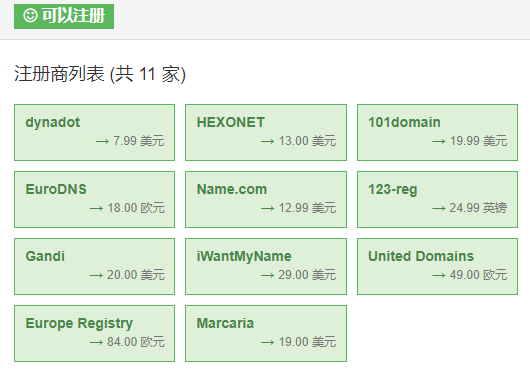 ☺ 可以注册
注册商列表 (共 11 家)
dynadot
→ 7.99 美元
HEXONET
→ 13.00 美元
101domain
→ 19.99 美元
EuroDNS
→ 18.00 欧元
Name.com
→ 12.99 美元
123-reg
→ 24.99 英镑
Gandi
→ 20.00 美元
iWantMyName
→ 29.00 美元
United Domains
→ 49.00 欧元
Europe Registry
→ 84.00 欧元
Marcaria
→ 19.00 美元